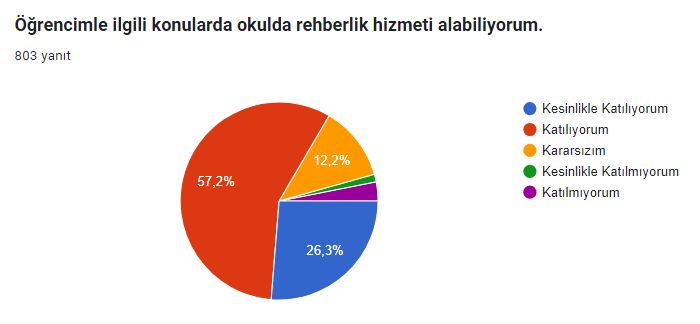 Öğrencimle ilgili konularda okulda rehberlik hizmeti alabiliyorum.
803 yanıt
Kesinlikle Katılıyorum
Katılıyorum
Kararsızım
Kesinlikle Katılmıyorum
Katılmıyorum
12,2%
57,2%
26,3%